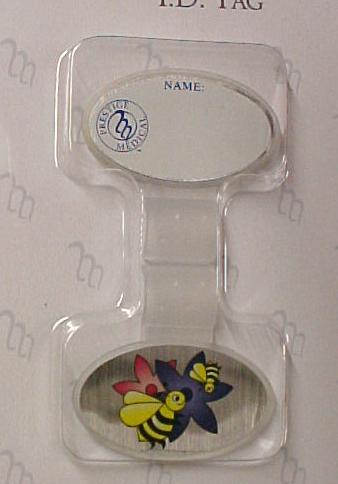 I.D. TAG
NAME:
PRESTIGE
MEDICAL